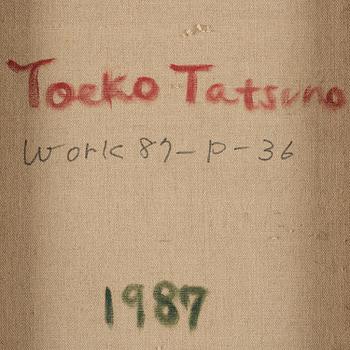 Toeko Tatsuno
Work 87-P-36
1987